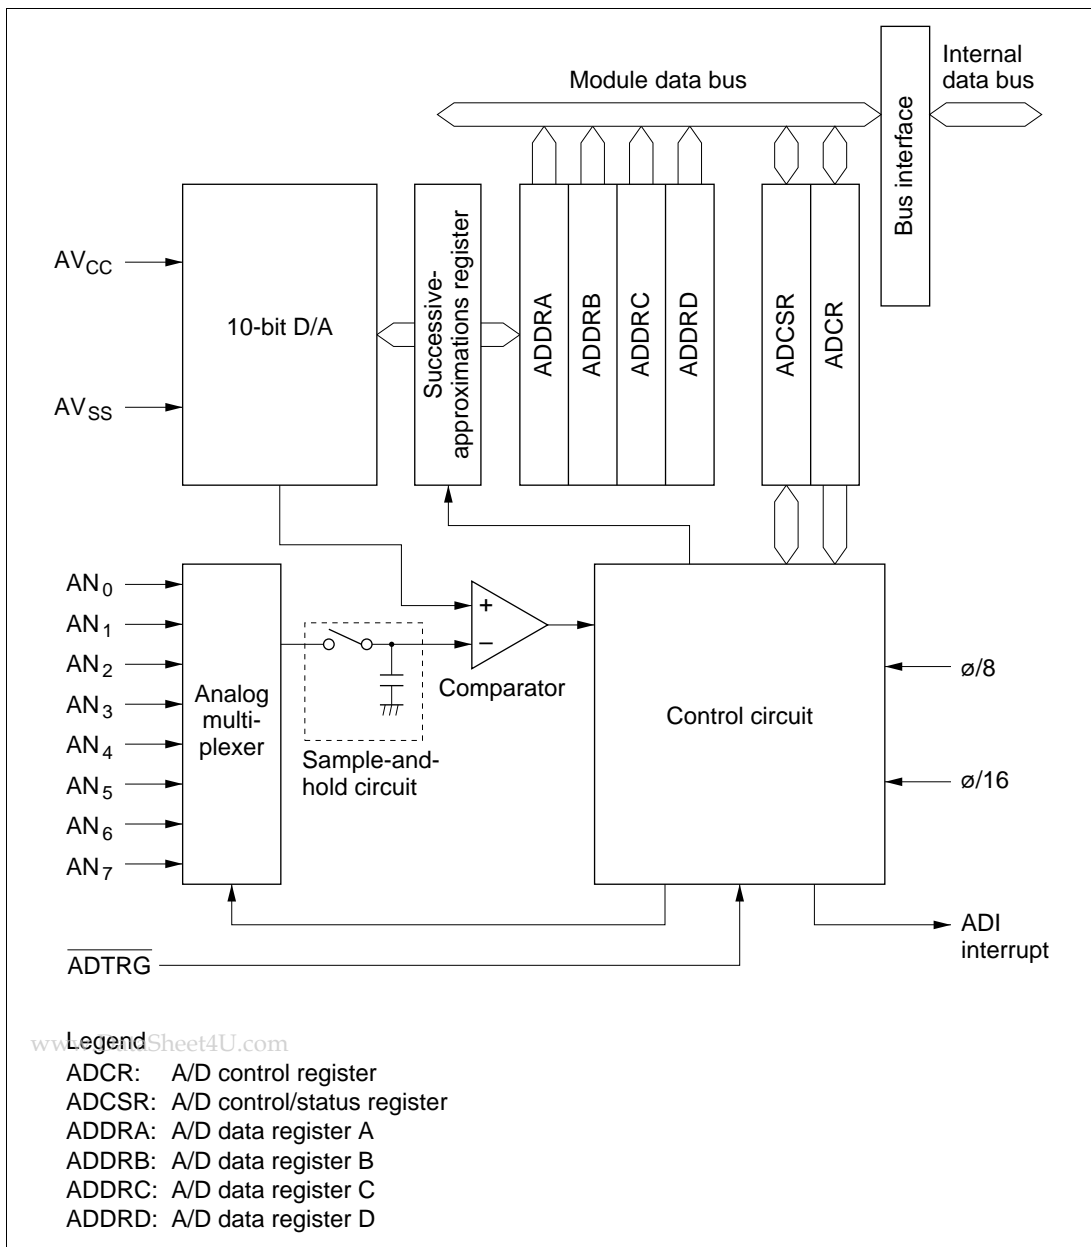 Module data bus
Internal
data bus
Bus interface
AVCC
AVSS
10-bit D/A
Successive-
approximations register
ADDRA
ADDRB
ADDRC
ADDRD
ADCSR
ADCR
AN0
AN1
AN2
AN3
AN4
AN5
AN6
AN7
Analog
multi-
plexer
Sample-and-
hold circuit
+
−
Comparator
Control circuit
ø/8
ø/16
ADI
interrupt
ADTRG
Legend
www.DataSheet4U.com
ADCR: A/D control register
ADCSR: A/D control/status register
ADDRA: A/D data register A
ADDRB: A/D data register B
ADDRC: A/D data register C
ADDRD: A/D data register D